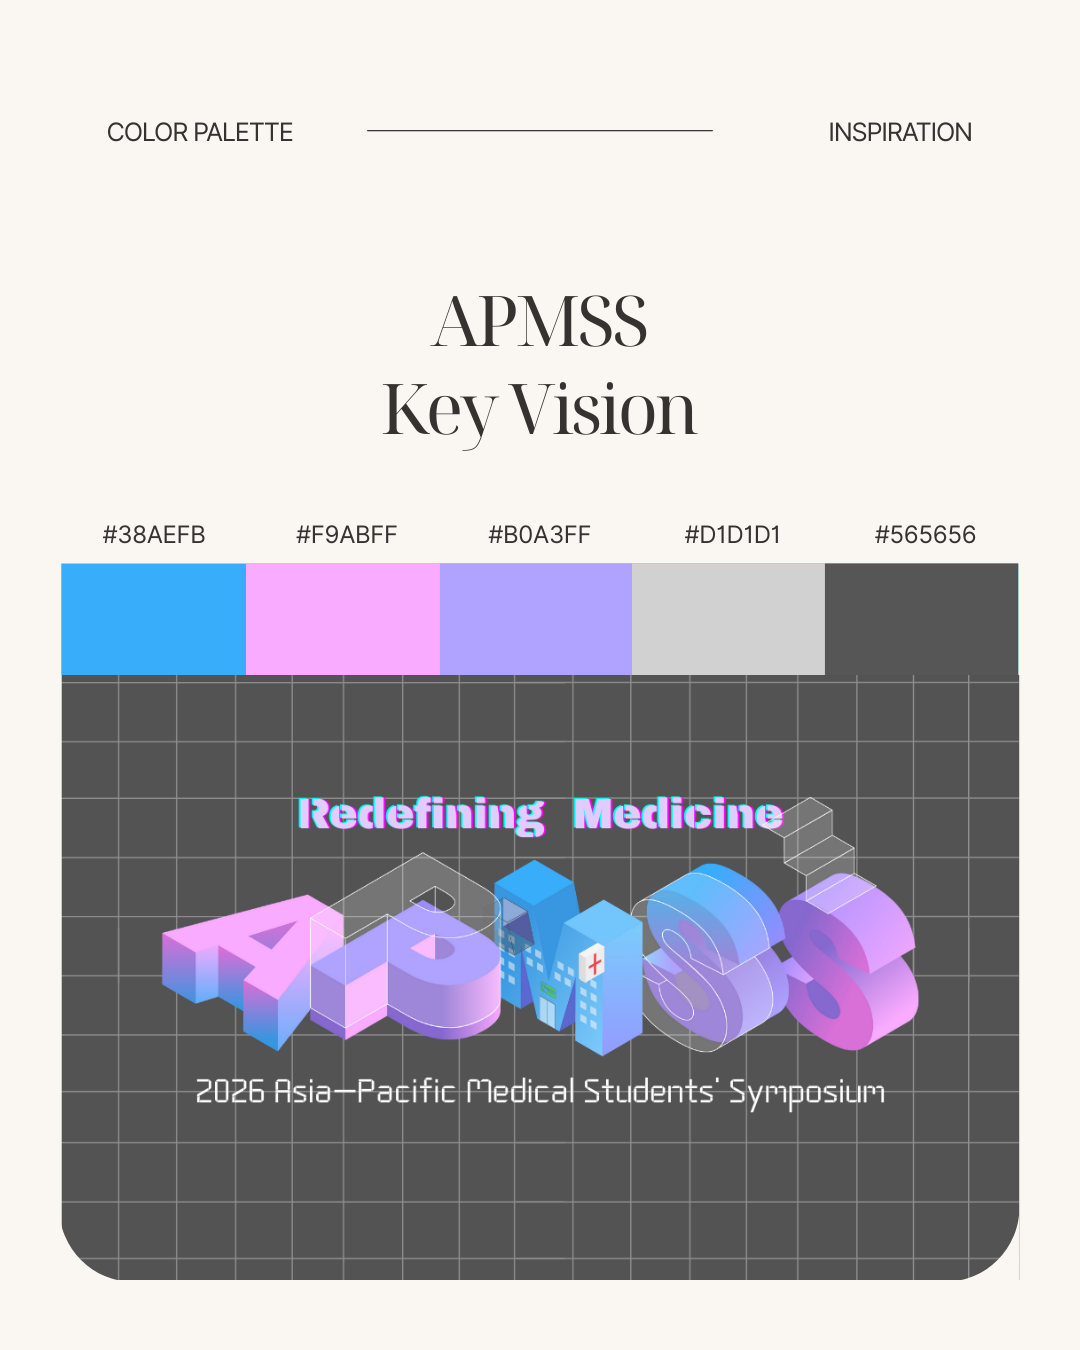 COLOR PALETTE INSPIRATION
APMSS
Key Vision
#38AEFB #F9ABFF #B0A3FF #D1D1D1 #565656
Redefining Medicine
APMSS
2026 Asia–Pacific Medical Students' Symposium